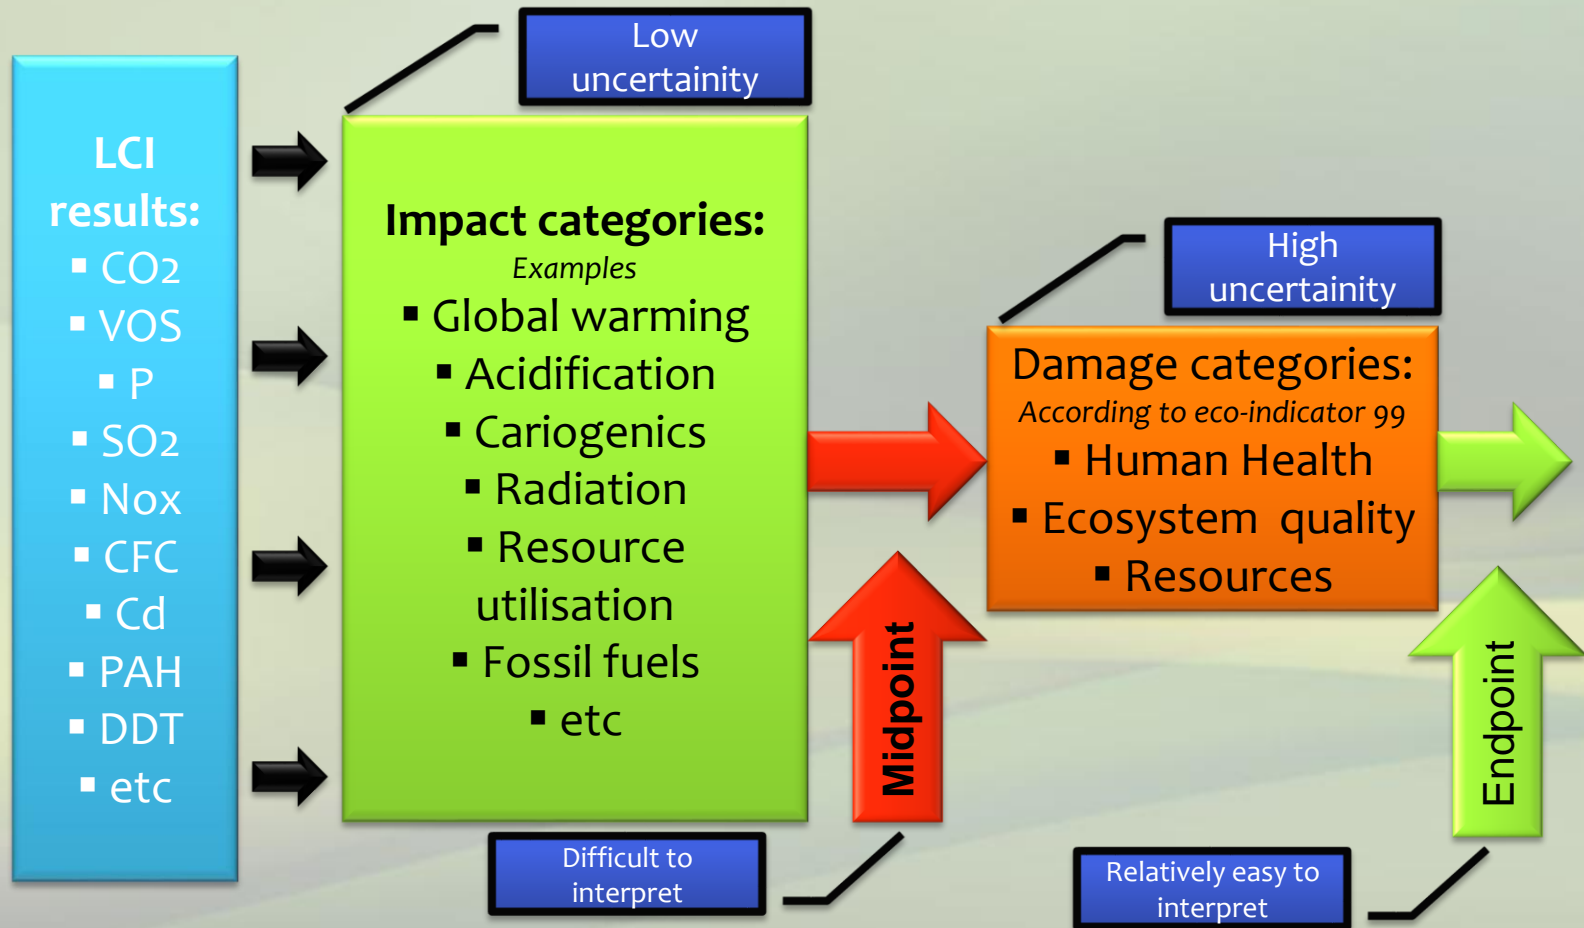 Low
uncertainity
LCI
results:
▪ CO2
▪ VOS
▪ P
▪ SO2
▪ Nox
▪ CFC
▪ Cd
▪ PAH
▪ DDT
▪ etc
Impact categories:
Examples
▪ Global warming
▪ Acidification
▪ Cariogenics
▪ Radiation
▪ Resource
utilisation
▪ Fossil fuels
▪ etc
High
uncertainity
Damage categories:
According to eco-indicator 99
▪ Human Health
▪ Ecosystem quality
▪ Resources
Midpoint
Endpoint
Difficult to
interpret
Relatively easy to
interpret